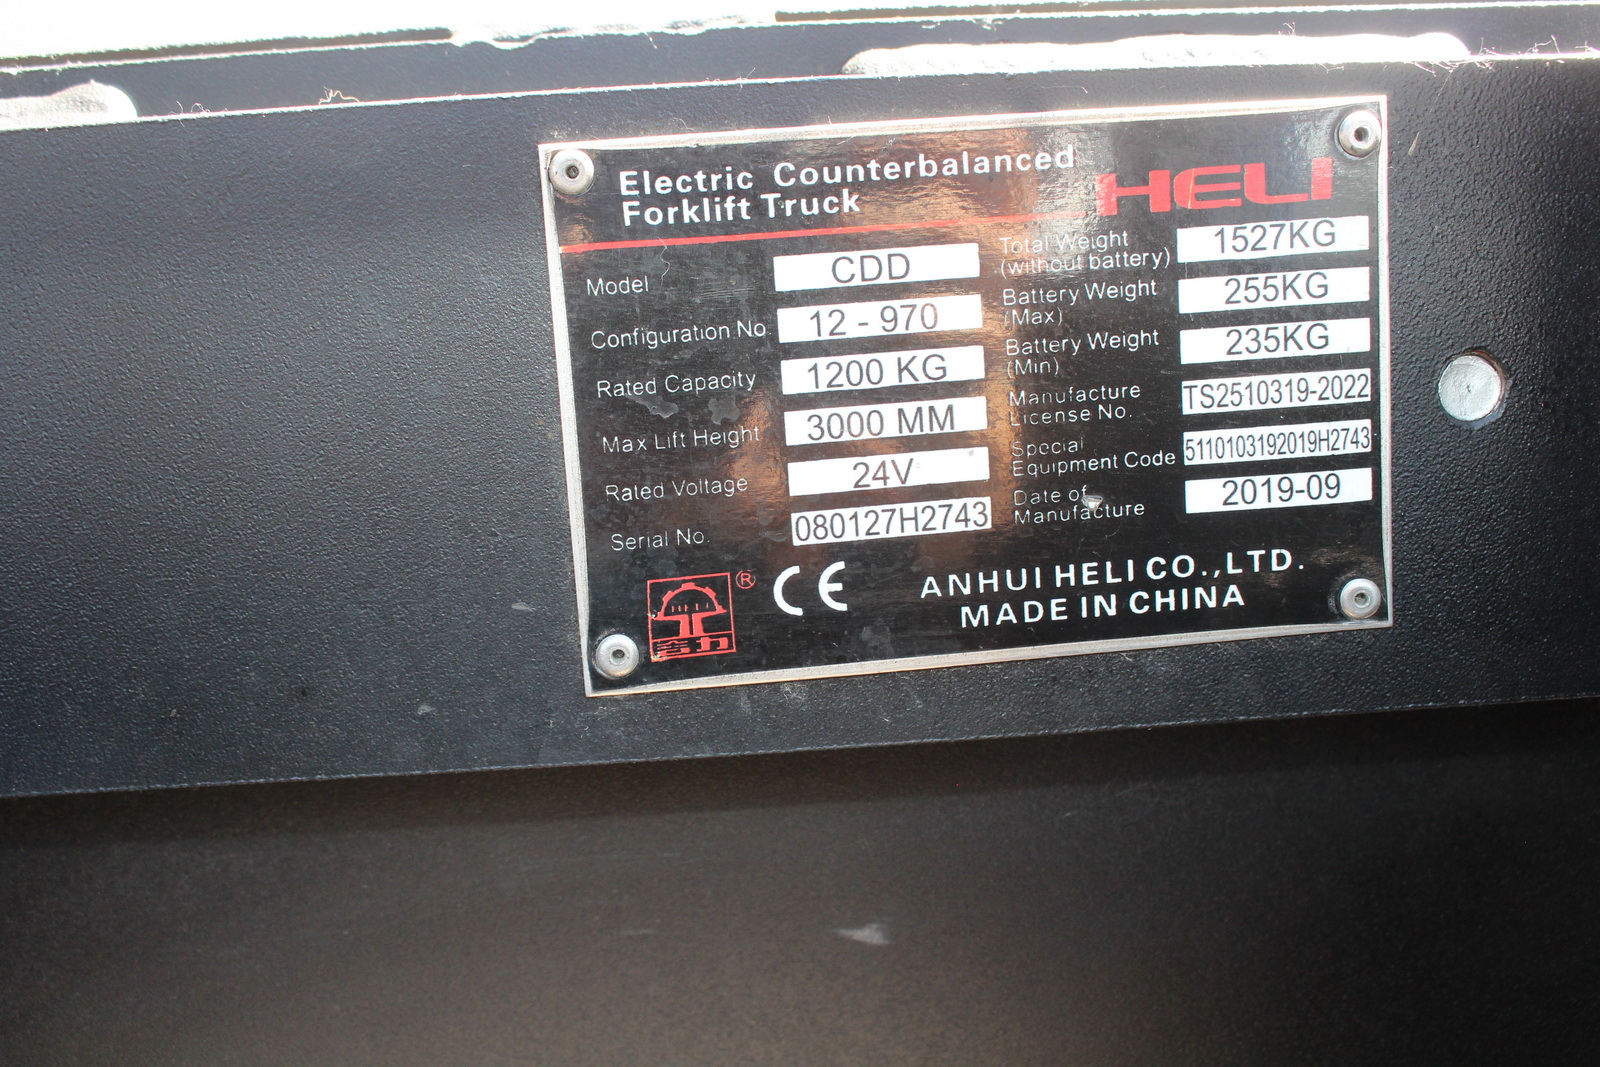 Electric Counterbalanced
Forklift Truck
HELI
Model CDD
Configuration No 12 - 970
Rated Capacity 1200 KG
Max Lift Height 3000 MM
Rated Voltage 24V
Serial No. 080127H2743
Total Weight
(without battery) 1527KG
Battery Weight
(Max) 255KG
Battery Weight
(Min) 235KG
Manufacture
License No. TS2510319-2022
Special
Equipment Code 5110103192019H2743
Date of
Manufacture 2019-09
HELI
合力
®
CE
ANHUI HELI CO.,LTD.
MADE IN CHINA